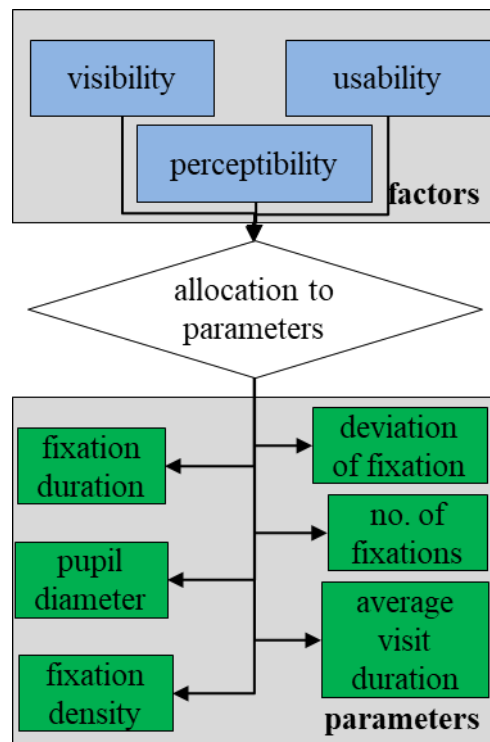 visibility
usability
perceptibility
factors
allocation to
parameters
fixation
duration
deviation
of fixation
no. of
fixations
pupil
diameter
average
visit
duration
fixation
density
parameters